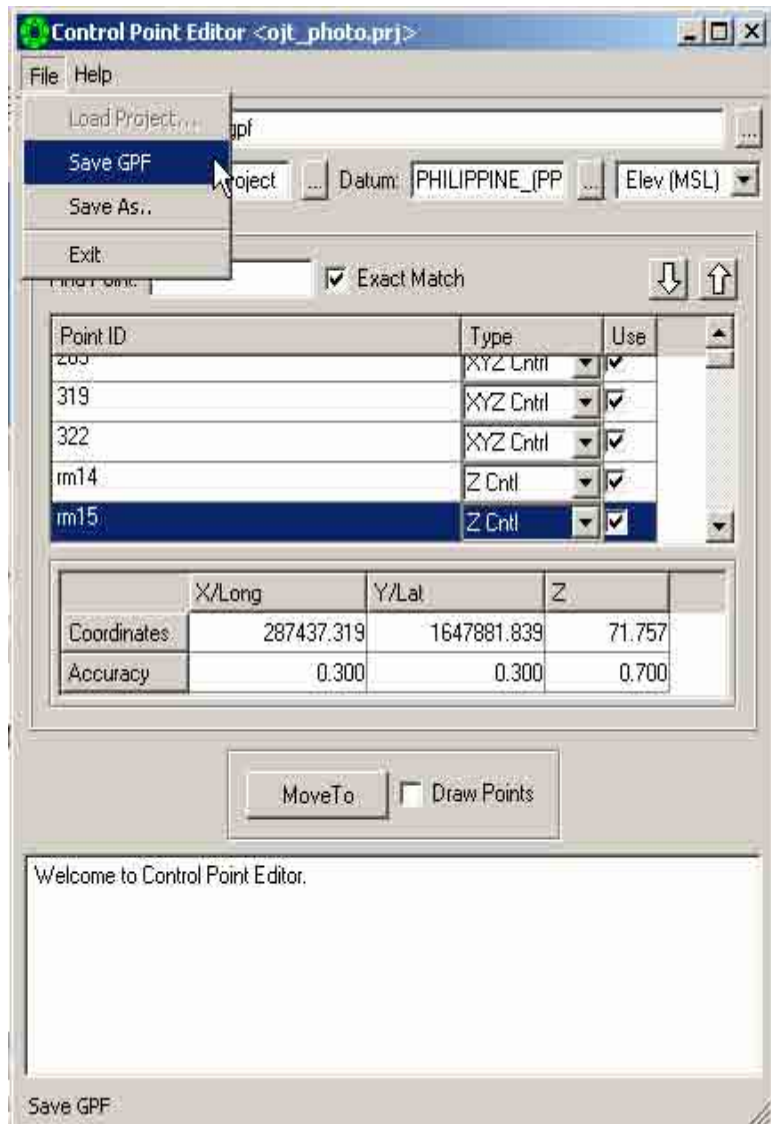 Control Point Editor <ojt_photo.prj>
File Help
Load Project...
gpf
Save GPF
oject ... Datum: PHILIPPINE_(PP ... Elev (MSL)
Save As..
Exit
Find Point: Exact Match
Point ID Type Use
XYZ Cntrl
319 XYZ Cntrl
322 XYZ Cntrl
rm14 Z Cntl
rm15 Z Cntl
X/Long Y/Lat Z
Coordinates 287437.319 1647881.839 71.757
Accuracy 0.300 0.300 0.700
MoveTo Draw Points
Welcome to Control Point Editor.
Save GPF